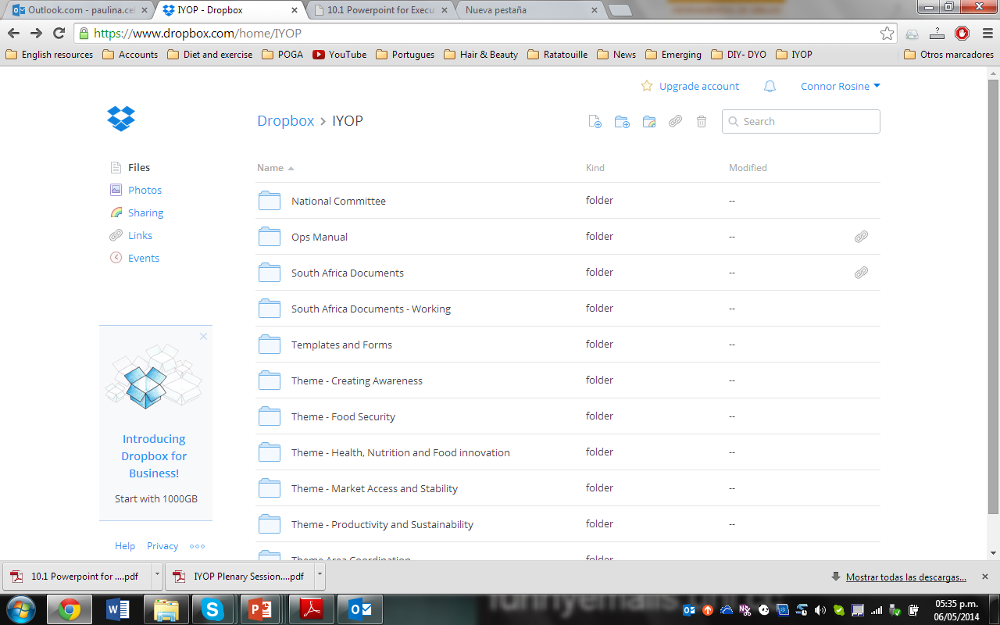 Outlook.com - paulina.cel
IYOP - Dropbox
10.1 Powerpoint for Execu
Nueva pestaña
https://www.dropbox.com/home/IYOP
English resources
Accounts
Diet and exercise
POGA
YouTube
Portugues
Hair & Beauty
Ratatouille
News
Emerging
DIY- DYO
IYOP
Otros marcadores
Upgrade account
Connor Rosine
Dropbox > IYOP
Search
Files
Photos
Sharing
Links
Events
Name Kind Modified
National Committee folder --
Ops Manual folder --
South Africa Documents folder --
South Africa Documents - Working folder --
Templates and Forms folder --
Theme - Creating Awareness folder --
Theme - Food Security folder --
Theme - Health, Nutrition and Food innovation folder --
Theme - Market Access and Stability folder --
Theme - Productivity and Sustainability folder --
Theme Area Coordination folder --
Introducing
Dropbox for
Business!
Start with 1000GB
Help Privacy
10.1 Powerpoint for ....pdf
IYOP Plenary Session....pdf
Mostrar todas las descargas...
05:35 p.m.
06/05/2014